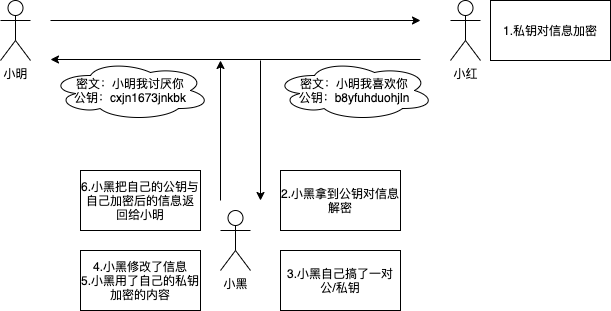 1.私钥对信息加密
小明
小红
密文：小明我讨厌你
公钥：cxjn1673jnkbk
密文：小明我喜欢你
公钥：b8yfuhduohjln
6.小黑把自己的公钥与
自己加密后的信息返
回给小明
2.小黑拿到公钥对信息
解密
4.小黑修改了信息
5.小黑用了自己的私钥
加密的内容
小黑
3.小黑自己搞了一对
公/私钥